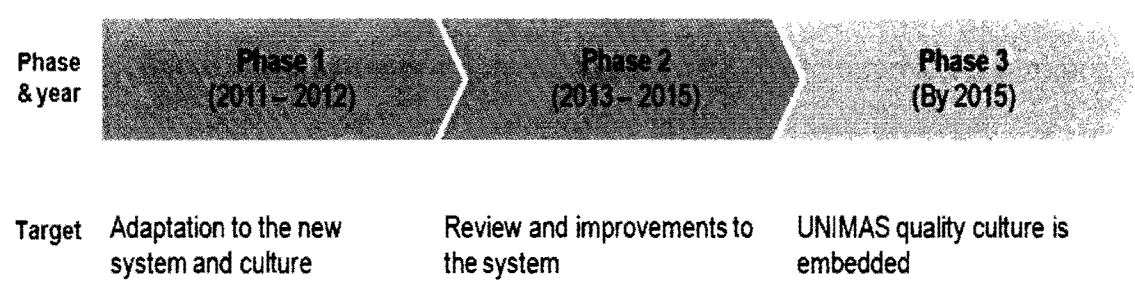 Phase
& year
Phase 1
(2011 – 2012)
Phase 2
(2013 – 2015)
Phase 3
(By 2015)
Target
Adaptation to the new
system and culture
Review and improvements to
the system
UNIMAS quality culture is
embedded